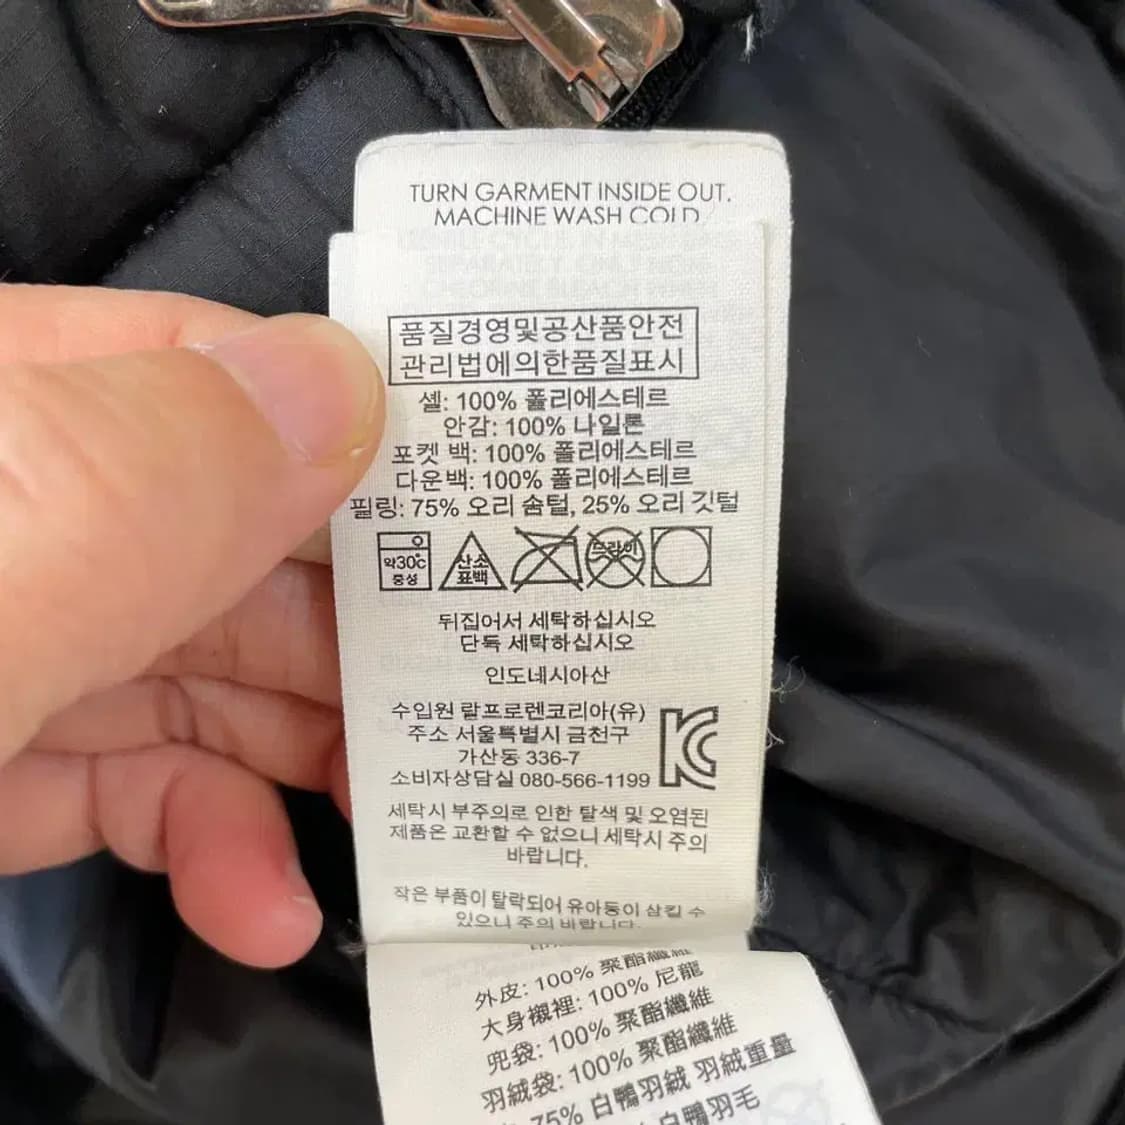 TURN GARMENT INSIDE OUT.
MACHINE WASH COLD.
품질경영및공산품안전
관리법에의한품질표시
셸: 100% 폴리에스테르
안감: 100% 나일론
포켓 백: 100% 폴리에스테르
다운백: 100% 폴리에스테르
필링: 75% 오리 솜털, 25% 오리 깃털
약30℃
중성
산소
표백
드라이
뒤집어서 세탁하십시오
단독 세탁하십시오
인도네시아산
수입원 랄프로렌코리아(유)
주소 서울특별시 금천구
가산동 336-7
소비자상담실 080-566-1199
세탁시 부주의로 인한 탈색 및 오염된
제품은 교환할 수 없으니 세탁시 주의
바랍니다.
작은 부품이 탈락되어 유아동이 삼킬 수
있으니 주의 바랍니다.
外皮: 100% 聚酯纖維
大身襯裡: 100% 尼龍
兜袋: 100% 聚酯纖維
羽絨袋: 100% 聚酯纖維
75% 白鴨羽絨 羽絨重量
白鴨羽毛